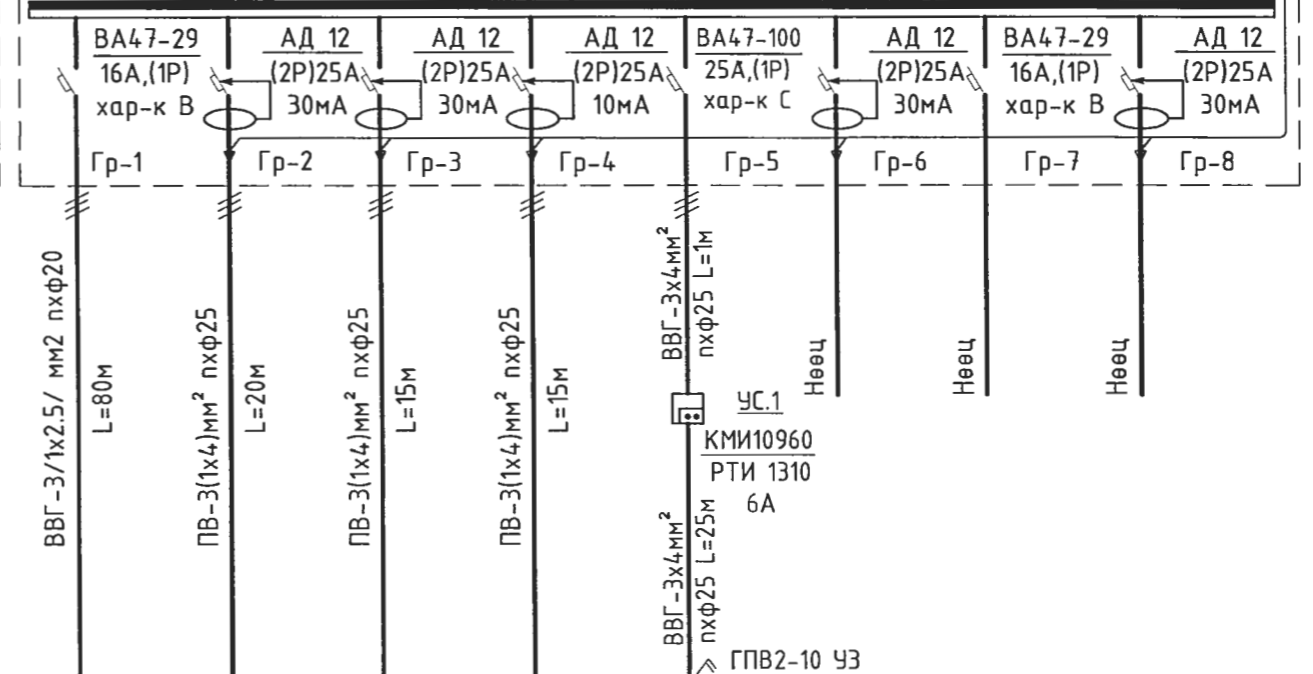 ВА47-29
16А,(1Р)
хар-к В
АД 12
(2Р)25А
30мА
АД 12
(2Р)25А
30мА
АД 12
(2Р)25А
10мА
ВА47-100
25А,(1Р)
хар-к С
АД 12
(2Р)25А
30мА
ВА47-29
16А,(1Р)
хар-к В
АД 12
(2Р)25А
30мА
Гр-1
Гр-2
Гр-3
Гр-4
Гр-5
Гр-6
Гр-7
Гр-8
ВВГ-3/1х2.5/ мм2 пхф20
L=80м
ПВ-3(1х4)мм² пхф25
L=20м
ПВ-3(1х4)мм² пхф25
L=15м
ПВ-3(1х4)мм² пхф25
L=15м
ВВГ-3х4мм²
пхф25 L=1м
Нөөц
Нөөц
Нөөц
УС.1
КМИ10960
РТИ 1310
6А
ВВГ-3х4мм²
пхф25 L=25м
ГПВ2-10 У3